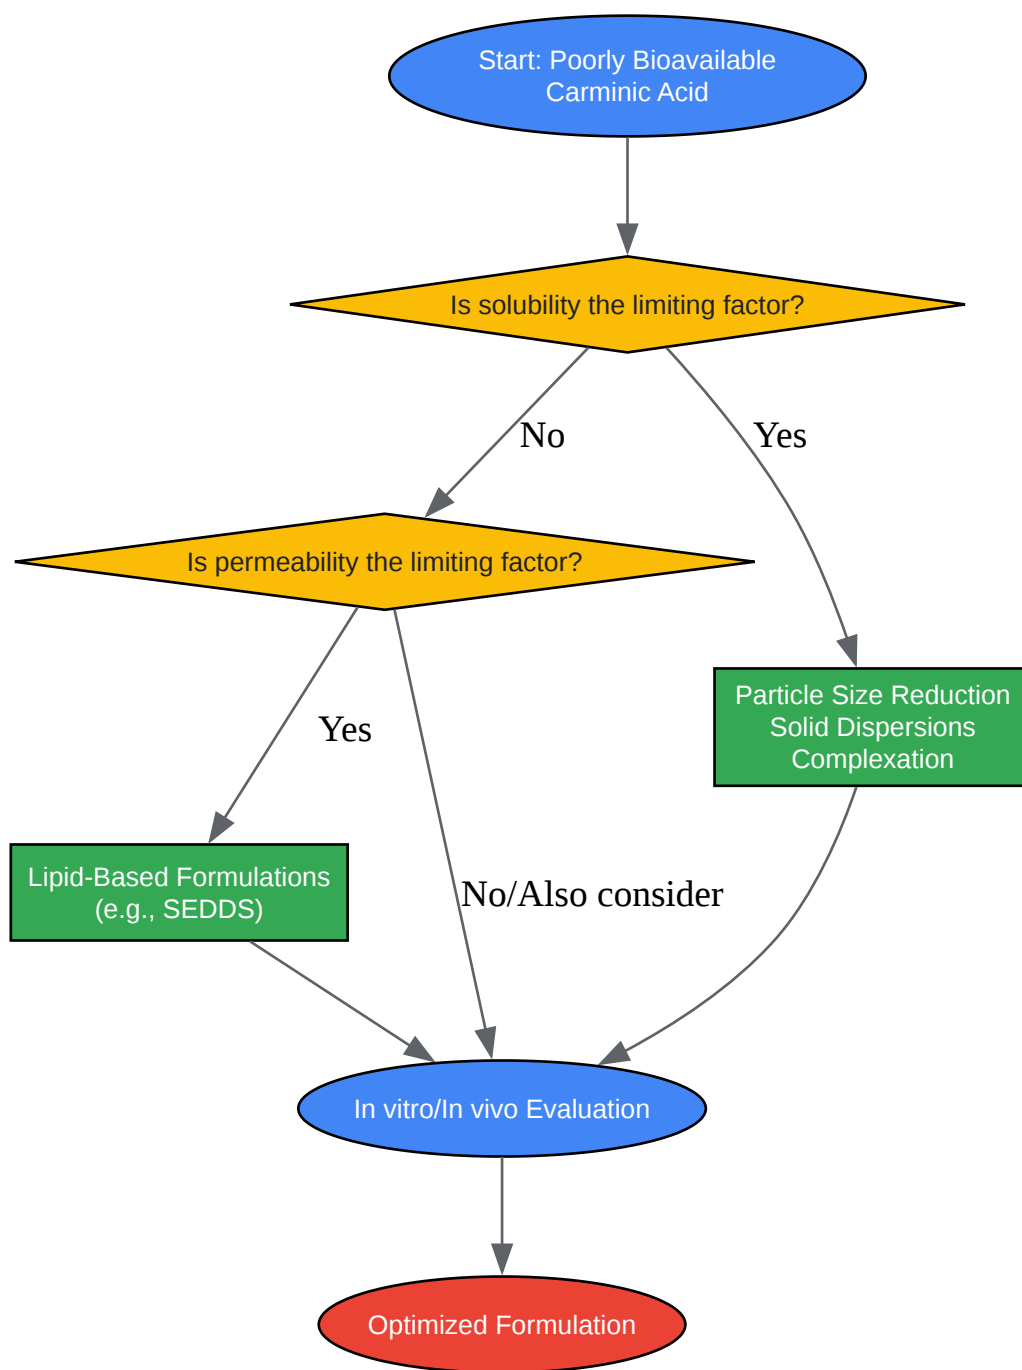 Start: Poorly Bioavailable
Carminic Acid
Is solubility the limiting factor?
No
Yes
Is permeability the limiting factor?
Particle Size Reduction
Solid Dispersions
Complexation
Yes
Lipid-Based Formulations
(e.g., SEDDS)
No/Also consider
In vitro/In vivo Evaluation
Optimized Formulation